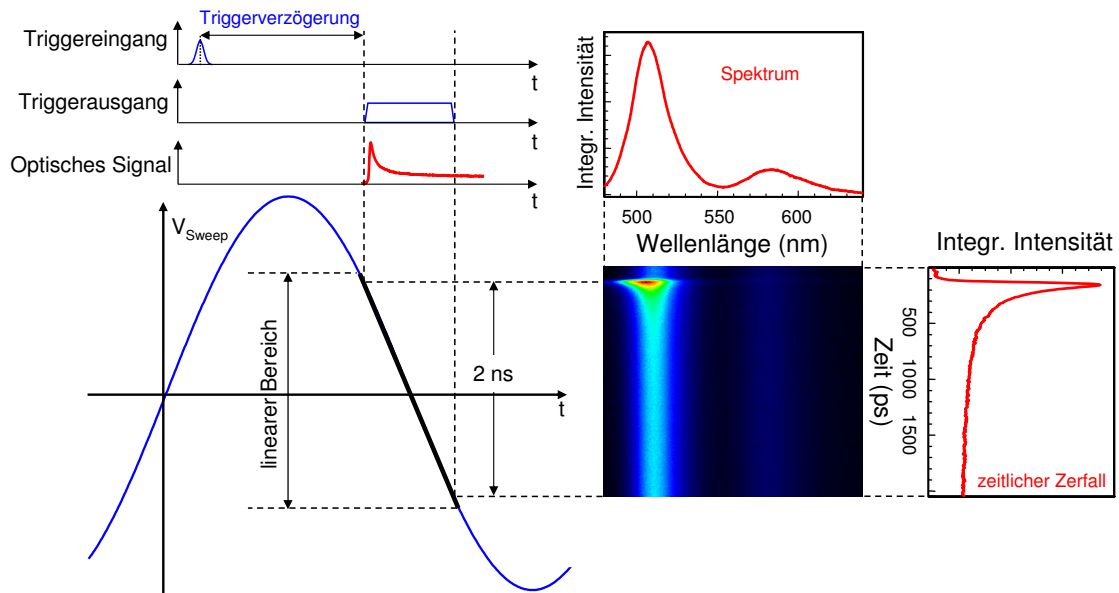 Triggerverzögerung
Triggereingang
t
Triggerausgang
t
Optisches Signal
t
V_Sweep
linearer Bereich
2 ns
t
Integr. Intensität
Spektrum
500 550 600
Wellenlänge (nm)
Integr. Intensität
500
1000
1500
Zeit (ps)
zeitlicher Zerfall